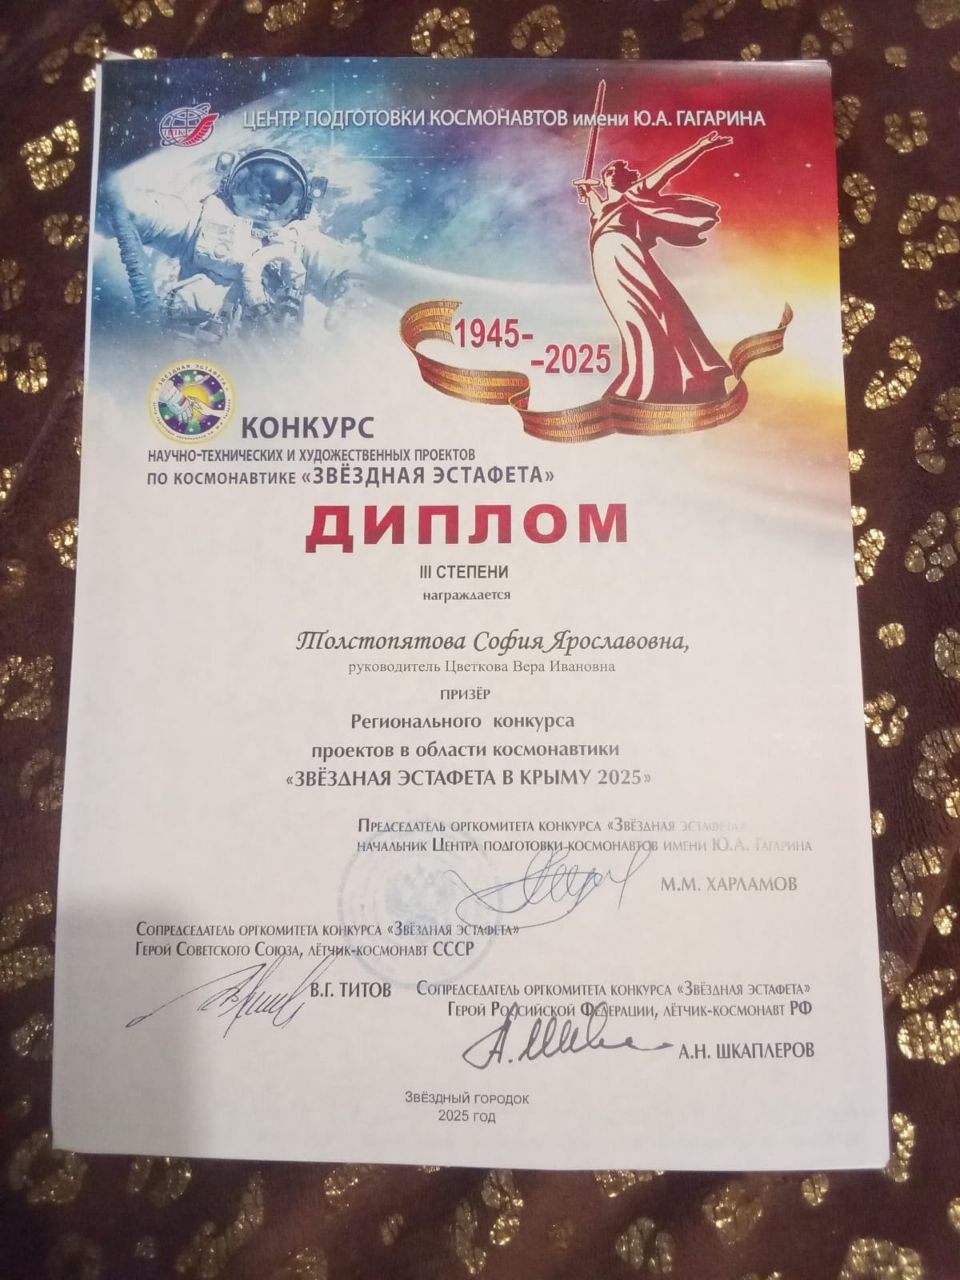 ЦЕНТР ПОДГОТОВКИ КОСМОНАВТОВ имени Ю.А. ГАГАРИНА
1945-
-2025
ЗВЁЗДНАЯ ЭСТАФЕТА
КОНКУРС
НАУЧНО-ТЕХНИЧЕСКИХ И ХУДОЖЕСТВЕННЫХ ПРОЕКТОВ
ПО КОСМОНАВТИКЕ «ЗВЁЗДНАЯ ЭСТАФЕТА»
ДИПЛОМ
III СТЕПЕНИ
награждается
Толстопятова София Ярославовна,
руководитель Цветкова Вера Ивановна
ПРИЗЁР
Регионального конкурса
проектов в области космонавтики
«ЗВЁЗДНАЯ ЭСТАФЕТА В КРЫМУ 2025»
Председатель оргкомитета конкурса «Звёздная эстафета»,
начальник Центра подготовки космонавтов имени Ю.А. Гагарина
М.М. ХАРЛАМОВ
Сопредседатель оргкомитета конкурса «Звёздная эстафета»
Герой Советского Союза, лётчик-космонавт СССР
В.Г. ТИТОВ
Сопредседатель оргкомитета конкурса «Звёздная эстафета»
Герой Российской Федерации, лётчик-космонавт РФ
А.Н. ШКАПЛЕРОВ
Звёздный городок
2025 год